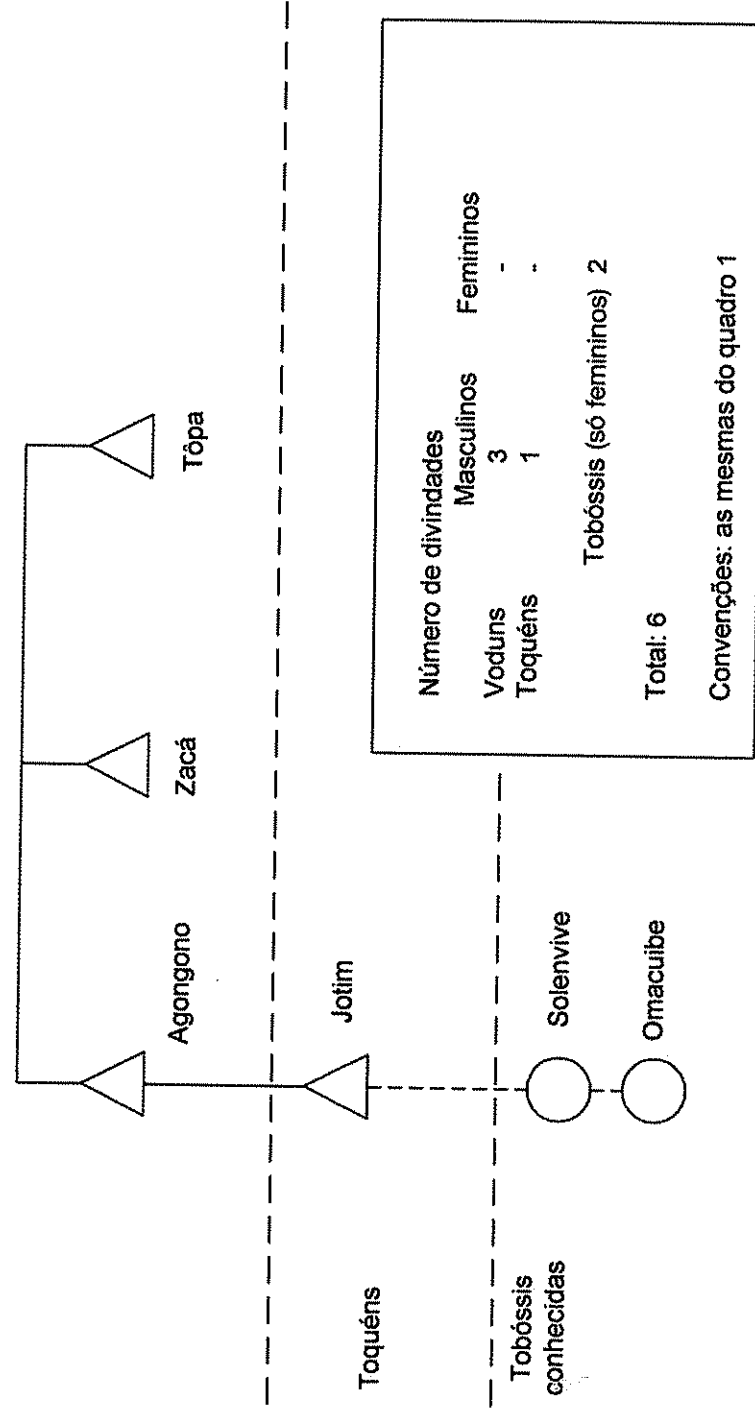 Agongono
Zacá
Tôpa
Toquéns
Jotim
Tobóssis
conhecidas
Solenvive
Omacuibe
Número de divindades
Masculinos Femininos
Voduns 3 -
Toquéns 1 -
Tobóssis (só femininos) 2
Total: 6
Convenções: as mesmas do quadro 1